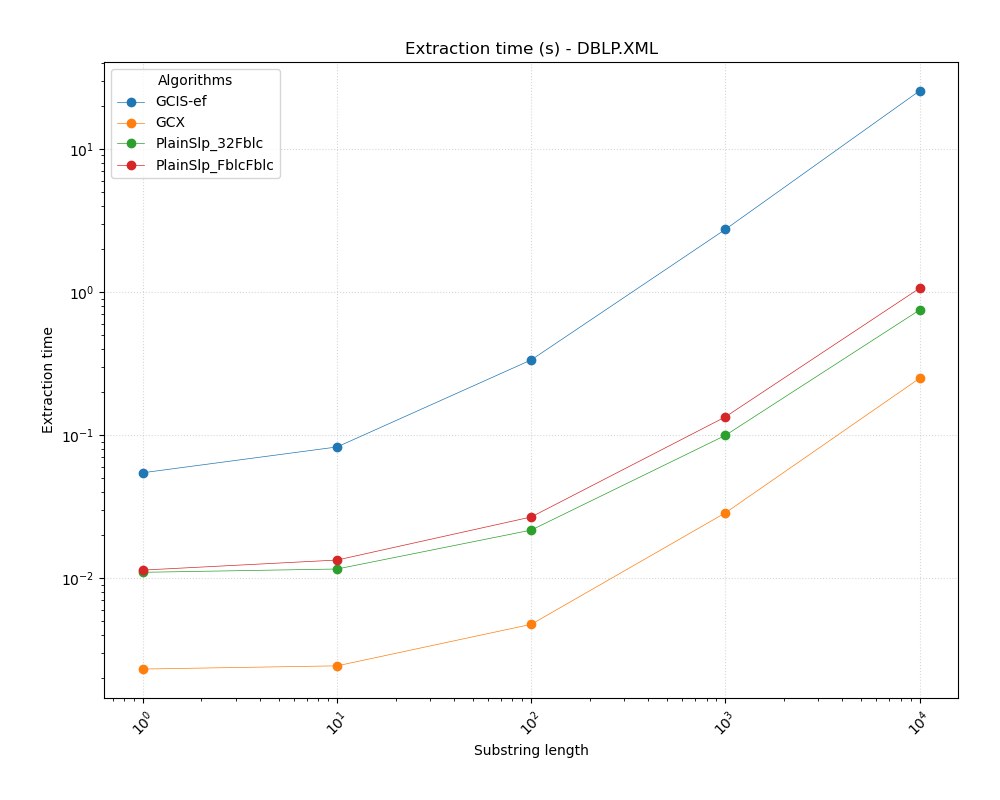 Extraction time (s) - DBLP.XML
Algorithms
GCIS-ef
GCX
PlainSlp_32Fblc
PlainSlp_FblcFblc
Extraction time
10¹
10⁰
10⁻¹
10⁻²
10⁰ 10¹ 10² 10³ 10⁴
Substring length